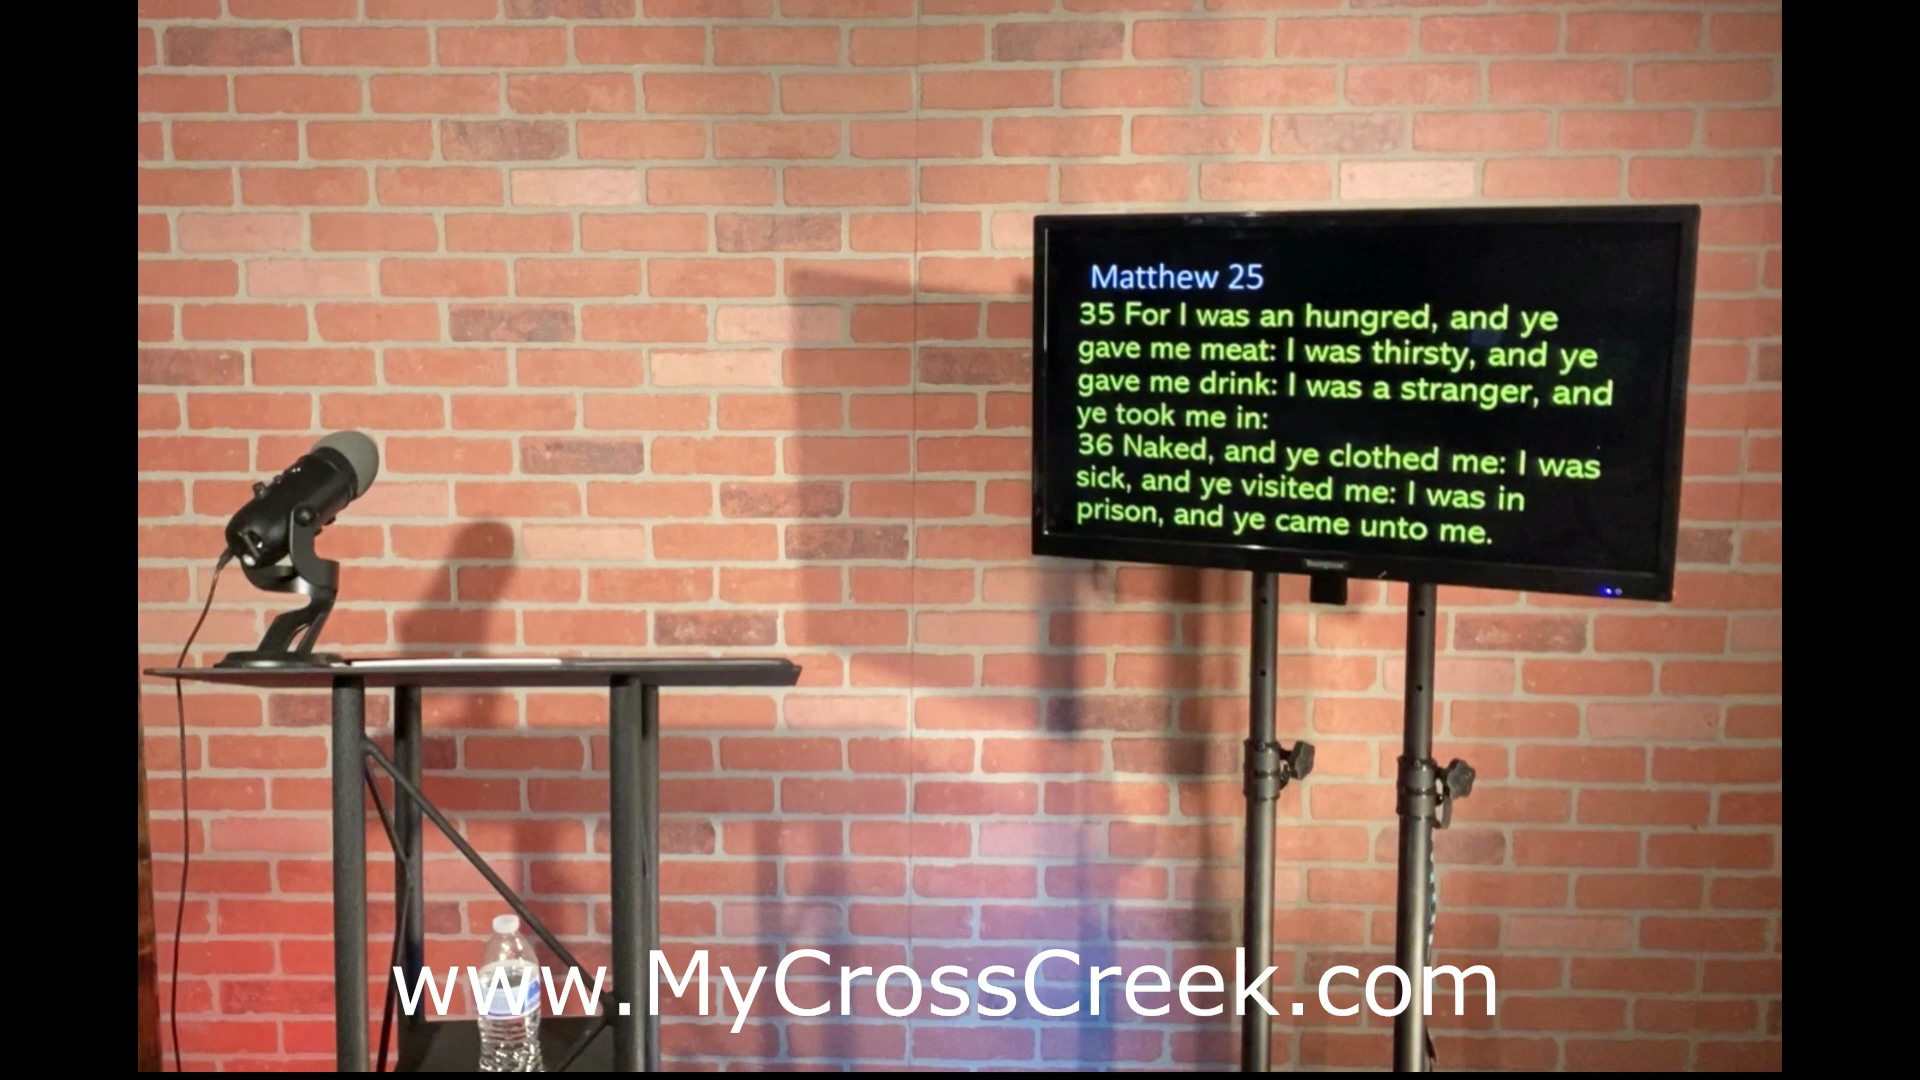 Matthew 25
35 For I was an hungred, and ye
gave me meat: I was thirsty, and ye
gave me drink: I was a stranger, and
ye took me in:
36 Naked, and ye clothed me: I was
sick, and ye visited me: I was in
prison, and ye came unto me.
www.MyCrossCreek.com